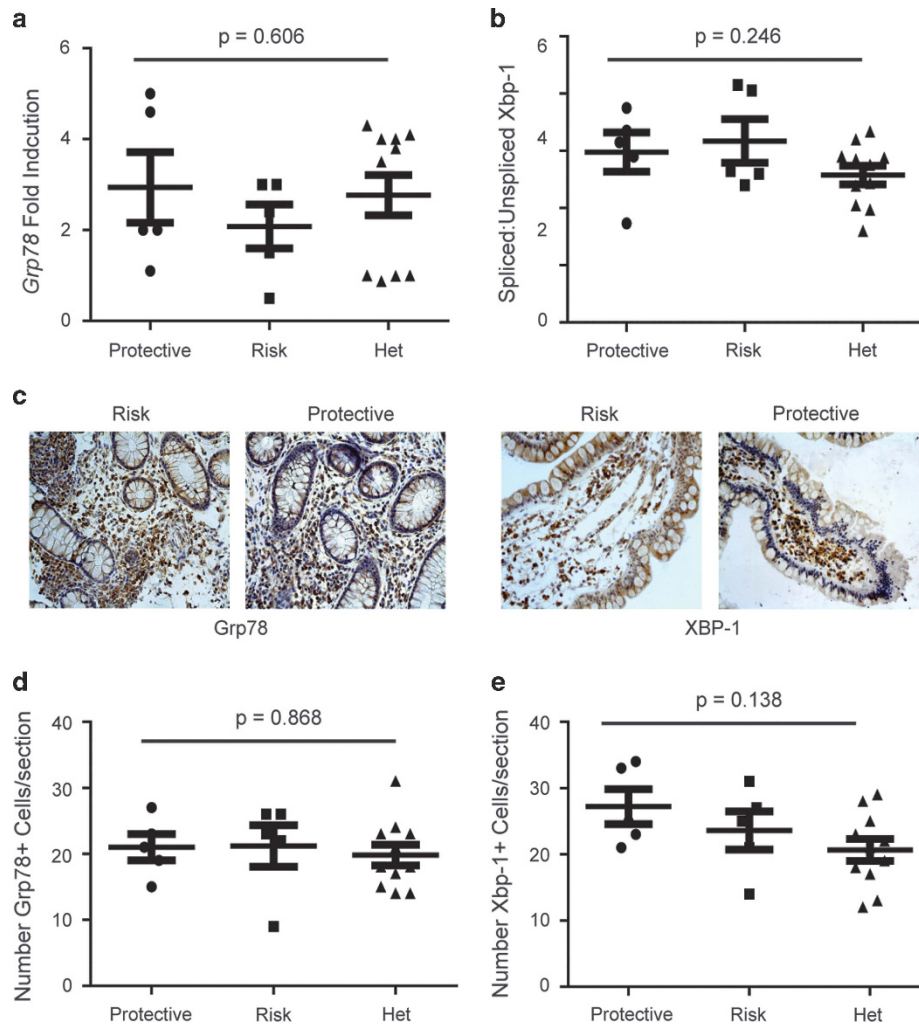 a
p = 0.606
Grp78 Fold Indcution
6
4
2
0
Protective
Risk
Het
b
p = 0.246
Spliced:Unspliced Xbp-1
6
4
2
0
Protective
Risk
Het
c
Risk
Protective
Grp78
Risk
Protective
XBP-1
d
p = 0.868
Number Grp78+ Cells/section
40
30
20
10
0
Protective
Risk
Het
e
p = 0.138
Number Xbp-1+ Cells/section
40
30
20
10
0
Protective
Risk
Het